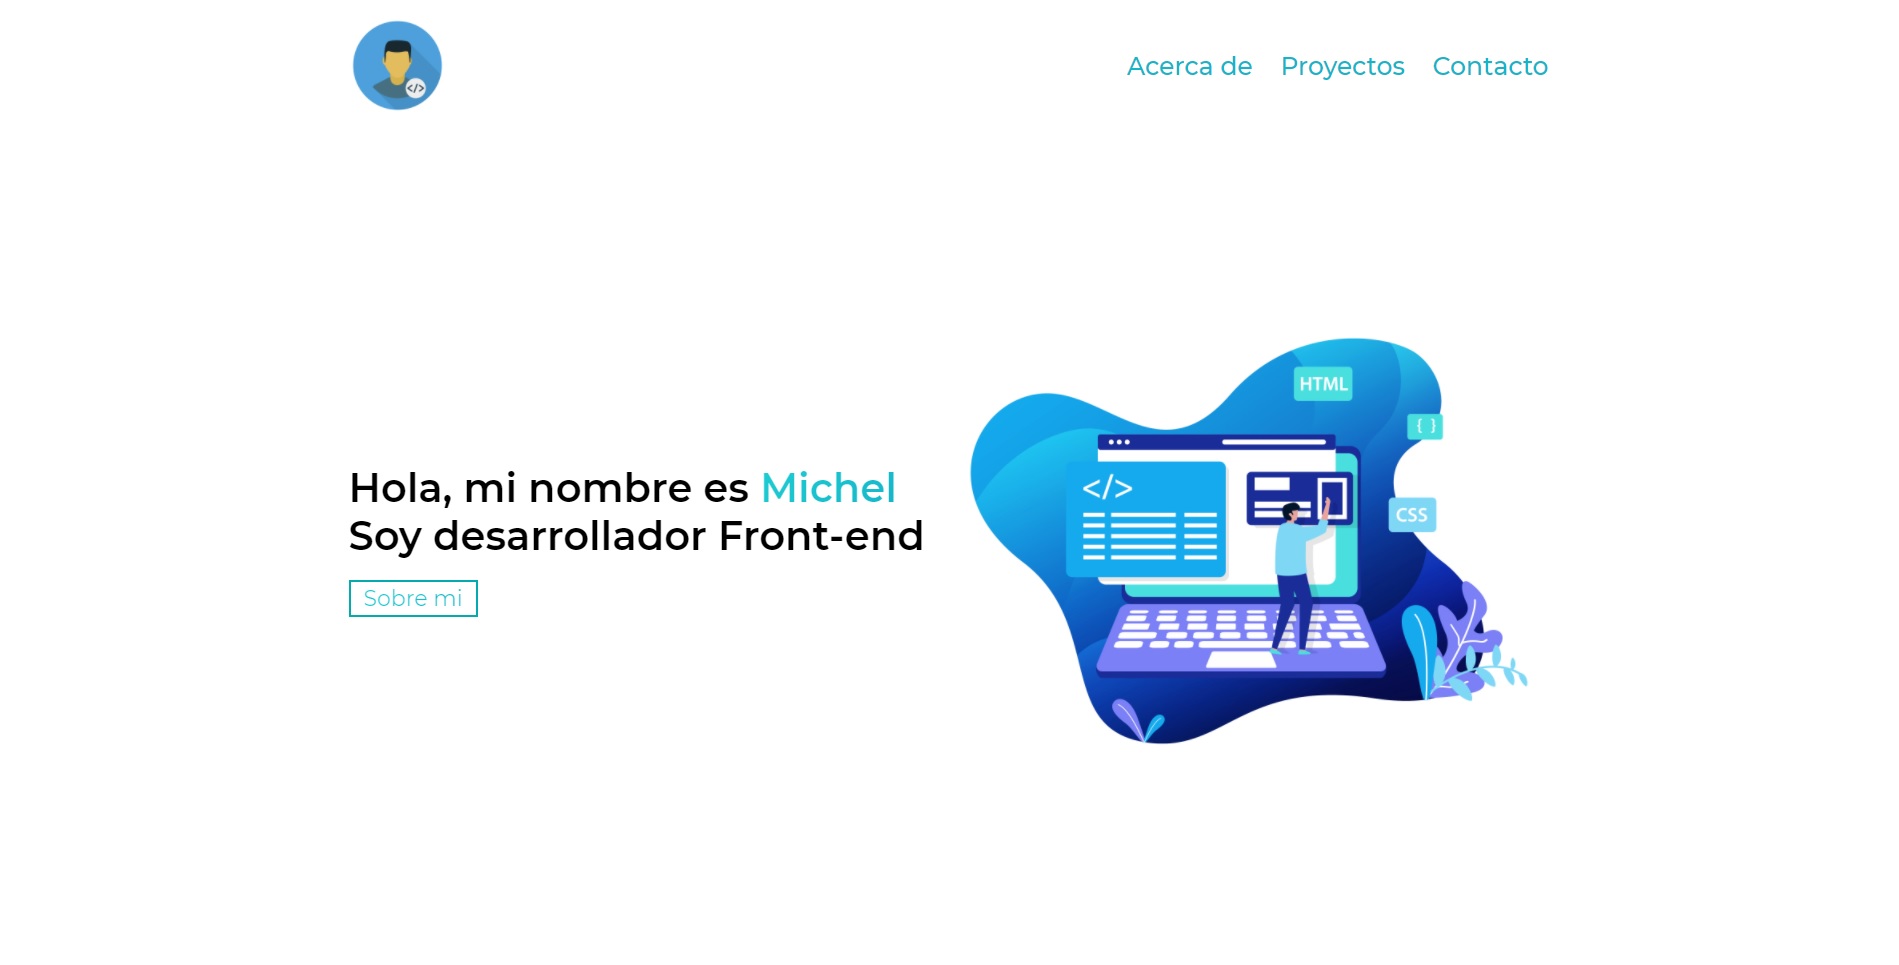 </>
Acerca de Proyectos Contacto
Hola, mi nombre es Michel
Soy desarrollador Front-end
Sobre mi
HTML
{ }
</>
CSS